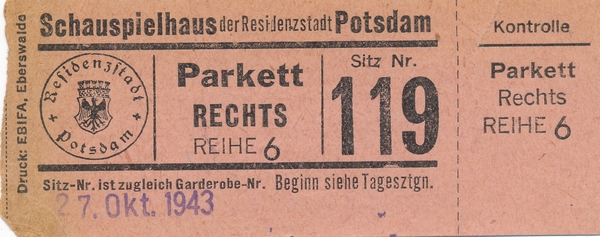 Schauspielhaus der Residenzstadt Potsdam
Druck: EBIFA, Eberswalde
Residenzstadt
Potsdam
Parkett
RECHTS
REIHE 6
Sitz Nr.
119
Sitz-Nr. ist zugleich Garderobe-Nr. Beginn siehe Tagesztgn.
27. Okt. 1943
Kontrolle
Parkett
Rechts
REIHE 6